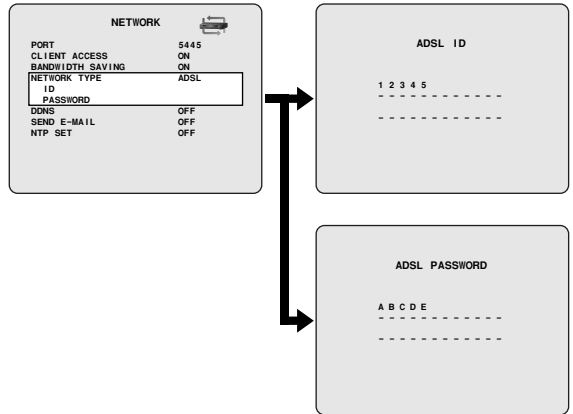 NETWORK
PORT 5445
CLIENT ACCESS ON
BANDWIDTH SAVING ON
NETWORK TYPE ADSL
ID
PASSWORD
DDNS OFF
SEND E-MAIL OFF
NTP SET OFF
ADSL ID
1 2 3 4 5
ADSL PASSWORD
A B C D E